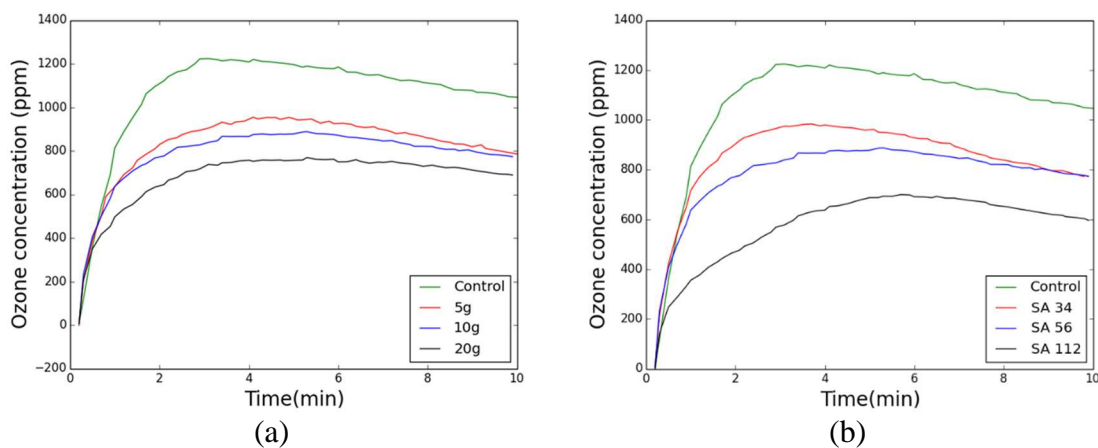 1400
1200
1000
800
600
400
200
0
−200
Ozone concentration (ppm)
0 2 4 6 8 10
Time(min)
Control
5g
10g
20g
(a)
1400
1200
1000
800
600
400
200
0
Ozone concentration (ppm)
0 2 4 6 8 10
Time(min)
Control
SA 34
SA 56
SA 112
(b)